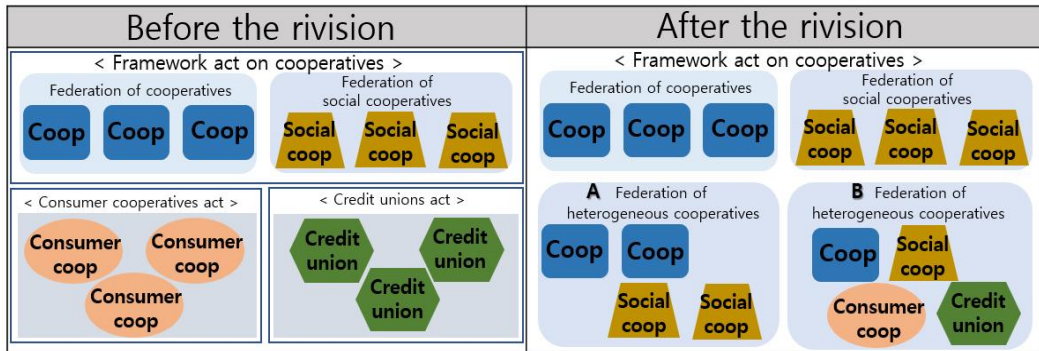 Before the rivision
< Framework act on cooperatives >
Federation of cooperatives
Coop Coop Coop
Federation of
social cooperatives
Social Social Social
coop coop coop
< Consumer cooperatives act >
Consumer
coop
Consumer
coop
Consumer
coop
< Credit unions act >
Credit
union
Credit
union
Credit
union
After the rivision
< Framework act on cooperatives >
Federation of cooperatives
Coop Coop Coop
Federation of
social cooperatives
Social Social Social
coop coop coop
A Federation of
heterogeneous cooperatives
Coop Coop
Social Social
coop coop
B Federation of
heterogeneous cooperatives
Coop
Social
coop
Consumer
coop
Credit
union